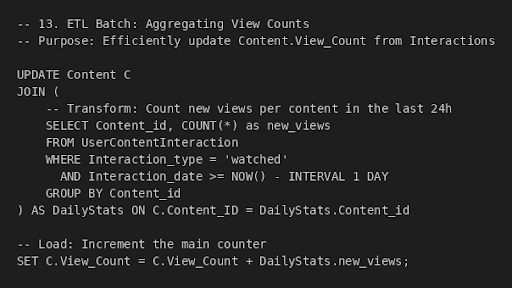 -- 13. ETL Batch: Aggregating View Counts
-- Purpose: Efficiently update Content.View_Count from Interactions

UPDATE Content C
JOIN (
    -- Transform: Count new views per content in the last 24h
    SELECT Content_id, COUNT(*) as new_views
    FROM UserContentInteraction
    WHERE Interaction_type = 'watched'
      AND Interaction_date >= NOW() - INTERVAL 1 DAY
    GROUP BY Content_id
) AS DailyStats ON C.Content_ID = DailyStats.Content_id

-- Load: Increment the main counter
SET C.View_Count = C.View_Count + DailyStats.new_views;